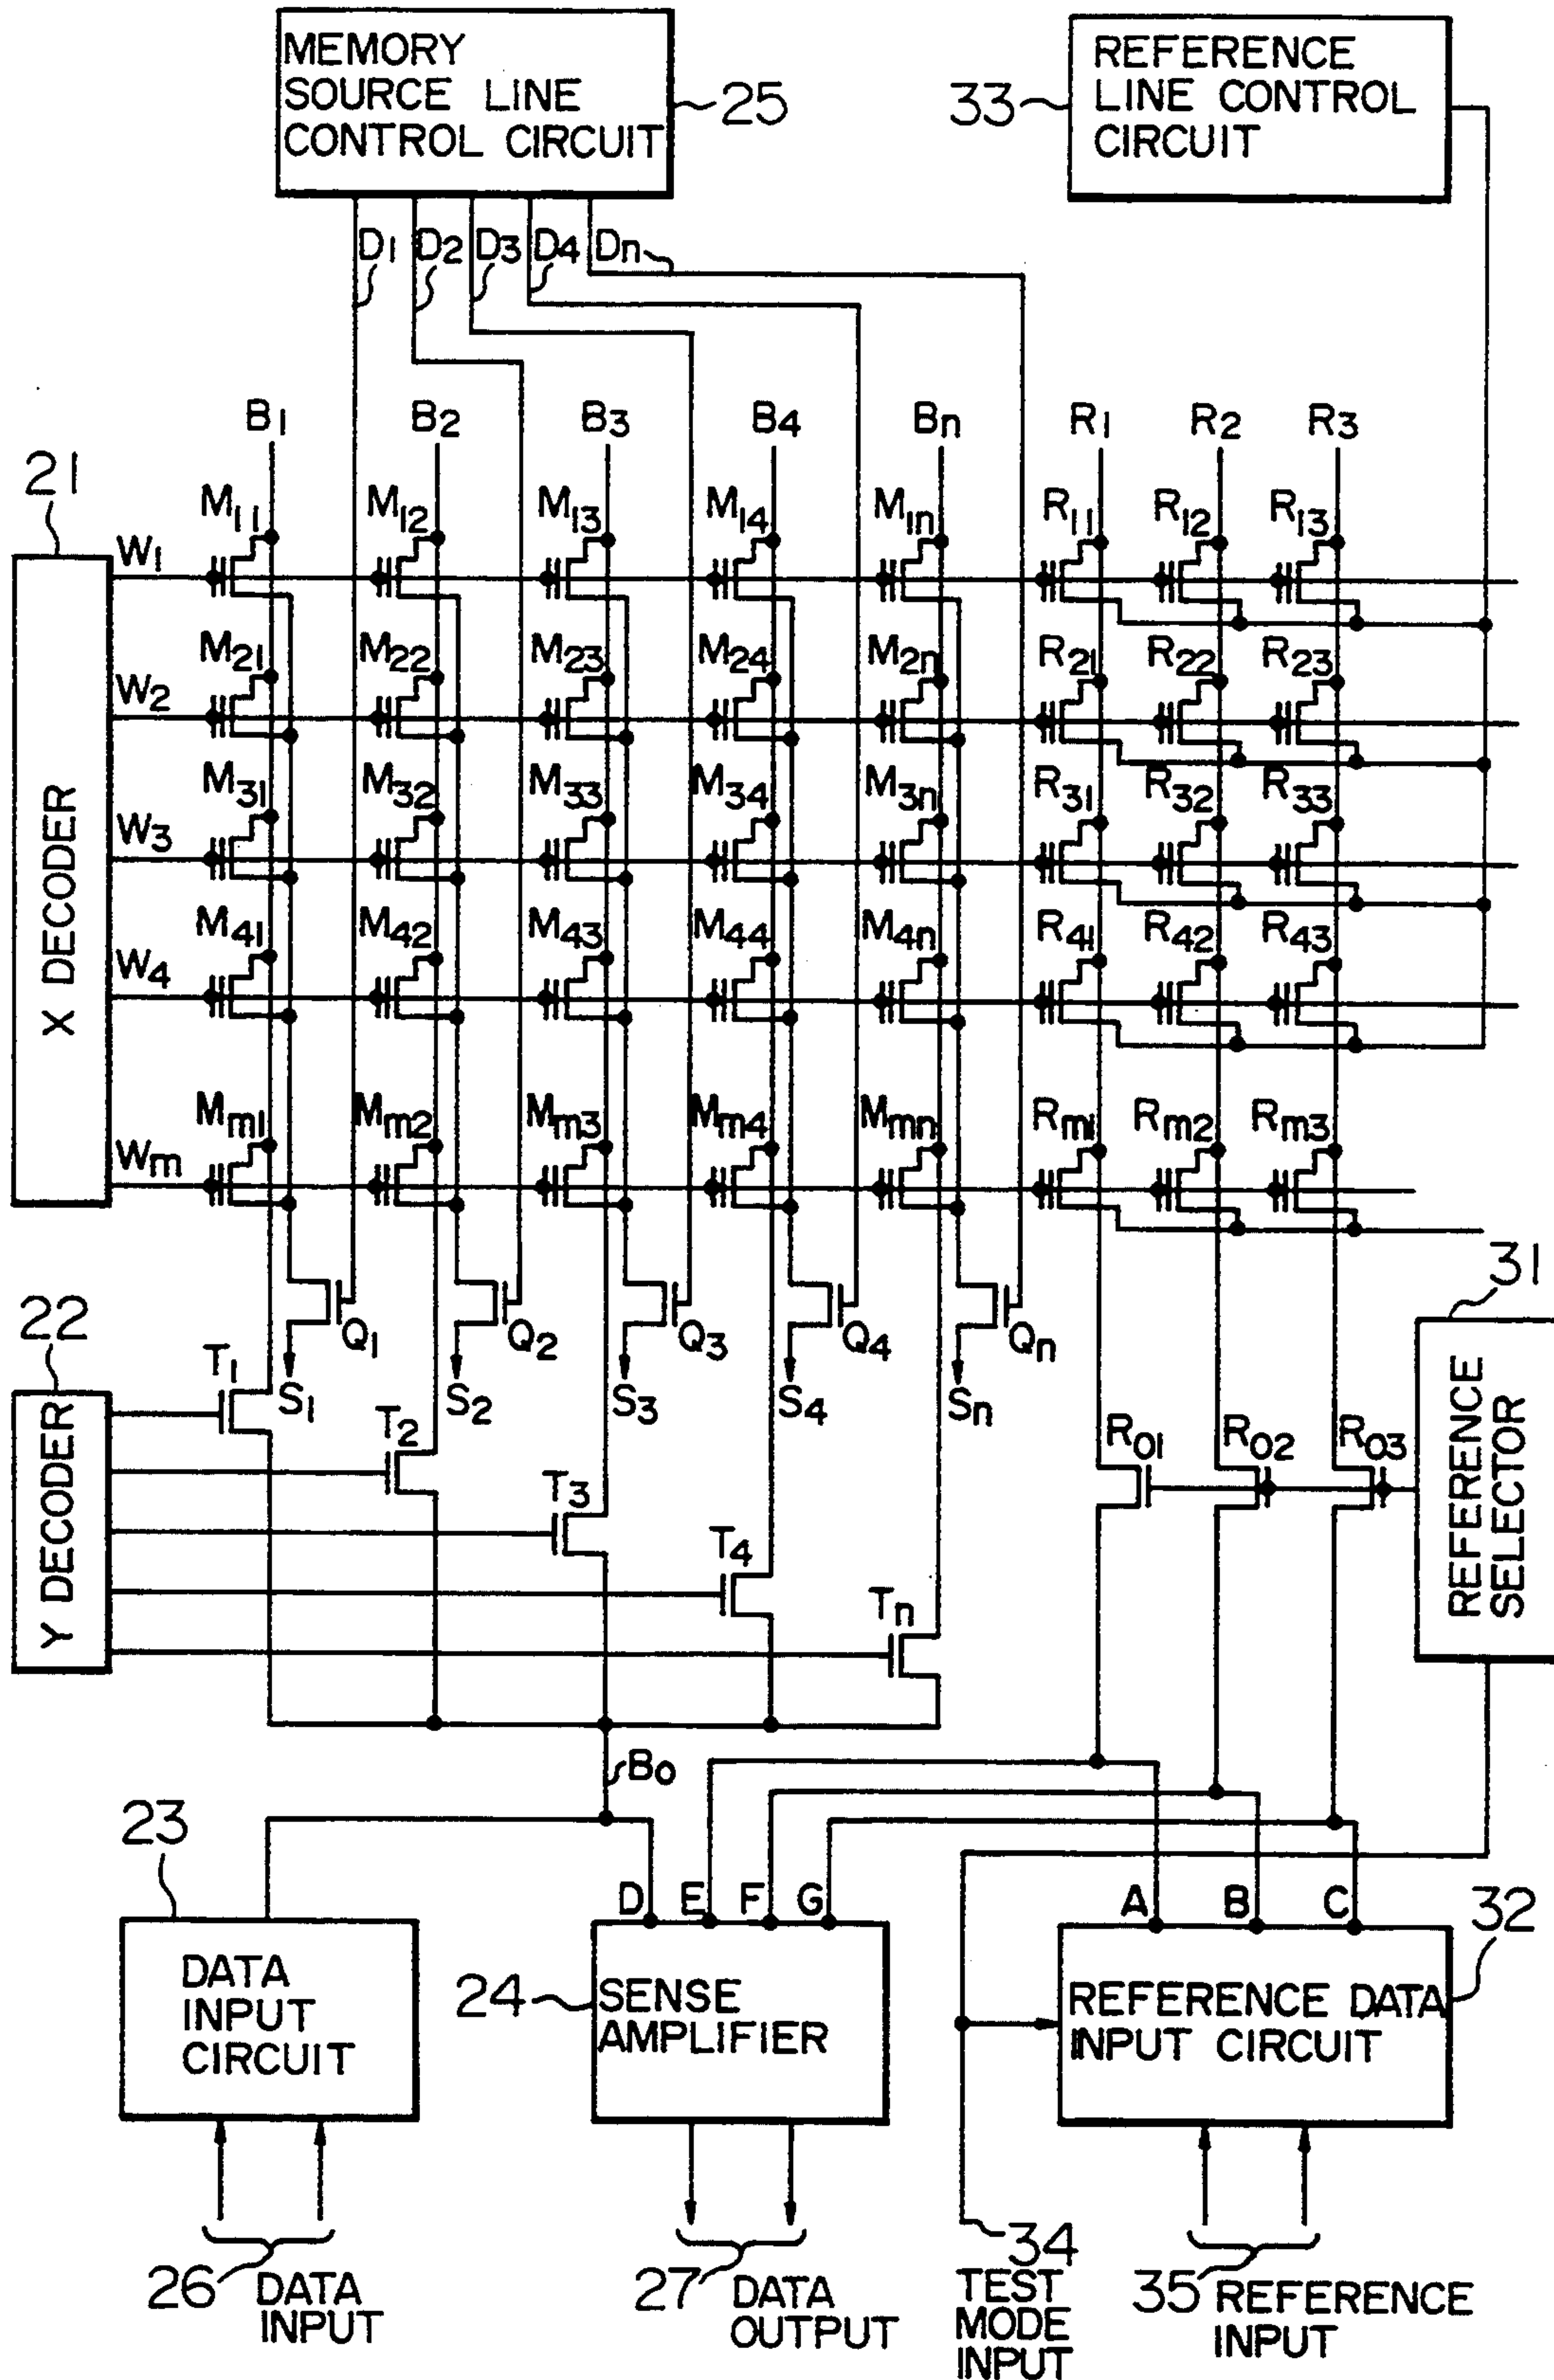 MEMORY
SOURCE LINE
CONTROL CIRCUIT
25
33
REFERENCE
LINE CONTROL
CIRCUIT
D1 D2 D3 D4 Dn
B1 B2 B3 B4 Bn R1 R2 R3
21
X DECODER
M11 M12 M13 M14 M1n R11 R12 R13
W1
M21 M22 M23 M24 M2n R21 R22 R23
W2
M31 M32 M33 M34 M3n R31 R32 R33
W3
M41 M42 M43 M44 M4n R41 R42 R43
W4
Mm1 Mm2 Mm3 Mm4 Mmn Rm1 Rm2 Rm3
Wm
Q1 Q2 Q3 Q4 Qn
S1 S2 S3 S4 Sn
22
Y DECODER
T1
T2
T3
T4
Tn
R01 R02 R03
31
REFERENCE
SELECTOR
B0
23
DATA
INPUT
CIRCUIT
D E F G
24
SENSE
AMPLIFIER
A B C
32
REFERENCE DATA
INPUT CIRCUIT
26 DATA
INPUT
27 DATA
OUTPUT
34
TEST
MODE
INPUT
35 REFERENCE
INPUT